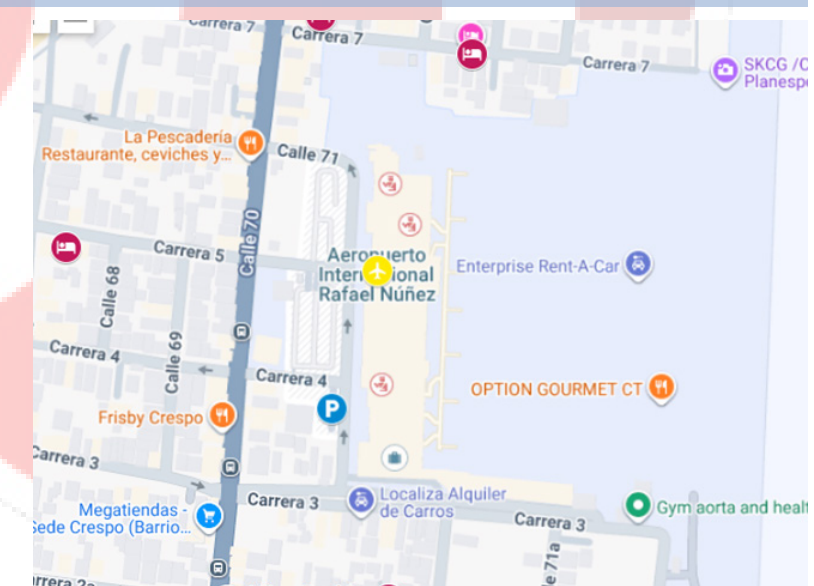 Carrera 7
Carrera 7
Carrera 7
SKCG /C
Planesp
La Pescadería
Restaurante, ceviches y...
Calle 71
Calle 70
Carrera 5
Calle 68
Aeropuerto
Internacional
Rafael Núñez
Enterprise Rent-A-Car
Calle 69
Carrera 4
Carrera 4
OPTION GOURMET CT
Frisby Crespo
P
Carrera 3
Carrera 3
Localiza Alquiler
de Carros
Megatiendas -
Sede Crespo (Barrio...
Carrera 3
Gym aorta and healt
le 71a
rrera 2a